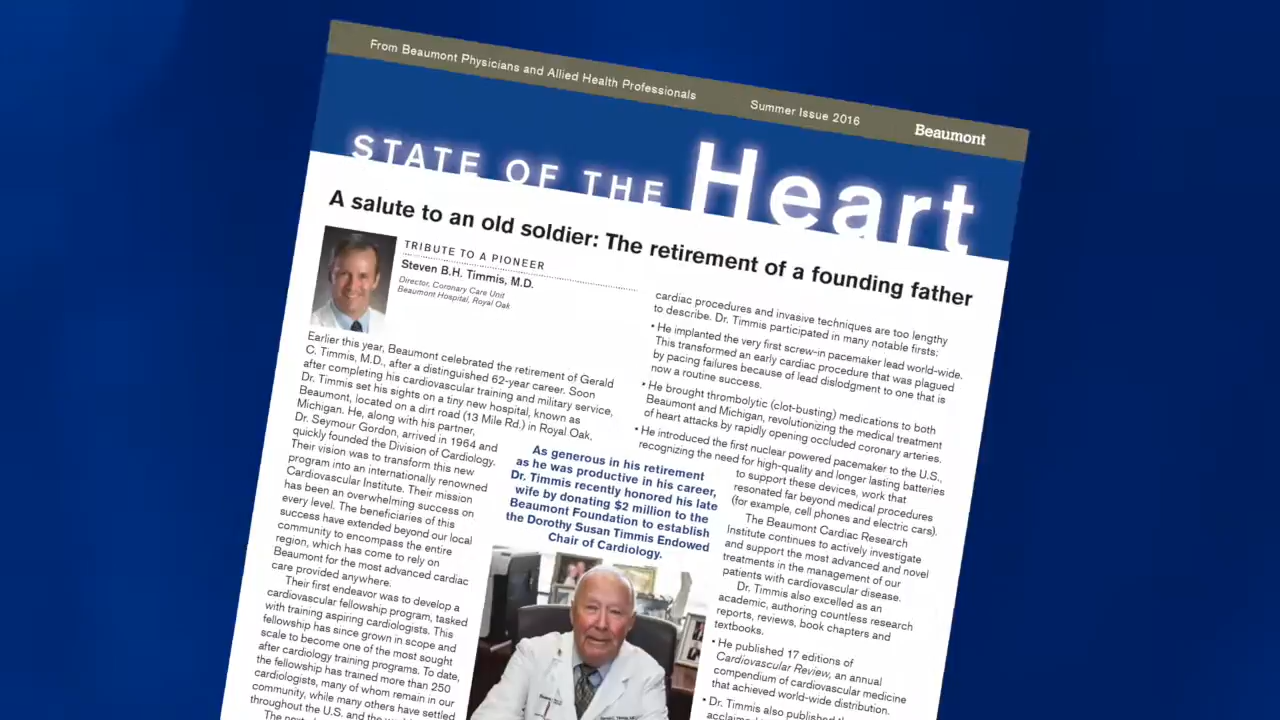 From Beaumont Physicians and Allied Health Professionals
Summer Issue 2016
Beaumont
STATE OF THE Heart
A salute to an old soldier: The retirement of a founding father
TRIBUTE TO A PIONEER
Steven B.H. Timmis, M.D.
Director, Coronary Care Unit
Beaumont Hospital, Royal Oak
Earlier this year, Beaumont celebrated the retirement of Gerald
C. Timmis, M.D., after a distinguished 62-year career. Soon
after completing his cardiovascular training and military service,
Dr. Timmis set his sights on a tiny new hospital, known as
Beaumont, located on a dirt road (13 Mile Rd.) in Royal Oak,
Michigan. He, along with his partner,
Dr. Seymour Gordon, arrived in 1964 and
quickly founded the Division of Cardiology.
Their vision was to transform this new
program into an internationally renowned
Cardiovascular Institute. Their mission
has been an overwhelming success on
every level. The beneficiaries of this
success have extended beyond our local
community to encompass the entire
region, which has come to rely on
Beaumont for the most advanced cardiac
care provided anywhere.
Their first endeavor was to develop a
cardiovascular fellowship program, tasked
with training aspiring cardiologists. This
fellowship has since grown in scope and
scale to become one of the most sought
after cardiology training programs. To date,
the fellowship has trained more than 250
cardiologists, many of whom remain in our
community, while many others have settled
throughout the U.S. and the
The
As generous in his retirement
as he was productive in his career,
Dr. Timmis recently honored his late
wife by donating $2 million to the
Beaumont Foundation to establish
the Dorothy Susan Timmis Endowed
Chair of Cardiology.
cardiac procedures and invasive techniques are too lengthy
to describe. Dr. Timmis participated in many notable firsts:
• He implanted the very first screw-in pacemaker lead world-wide.
This transformed an early cardiac procedure that was plagued
by pacing failures because of lead dislodgment to one that is
now a routine success.
• He brought thrombolytic (clot-busting) medications to both
Beaumont and Michigan, revolutionizing the medical treatment
of heart attacks by rapidly opening occluded coronary arteries.
• He introduced the first nuclear powered pacemaker to the U.S.,
recognizing the need for high-quality and longer lasting batteries
to support these devices, work that
resonated far beyond medical procedures
(for example, cell phones and electric cars).
The Beaumont Cardiac Research
Institute continues to actively investigate
and support the most advanced and novel
treatments in the management of our
patients with cardiovascular disease.
Dr. Timmis also excelled as an
academic, authoring countless research
reports, reviews, book chapters and
textbooks.
• He published 17 editions of
Cardiovascular Review, an annual
compendium of cardiovascular medicine
that achieved world-wide distribution.
• Dr. Timmis also published